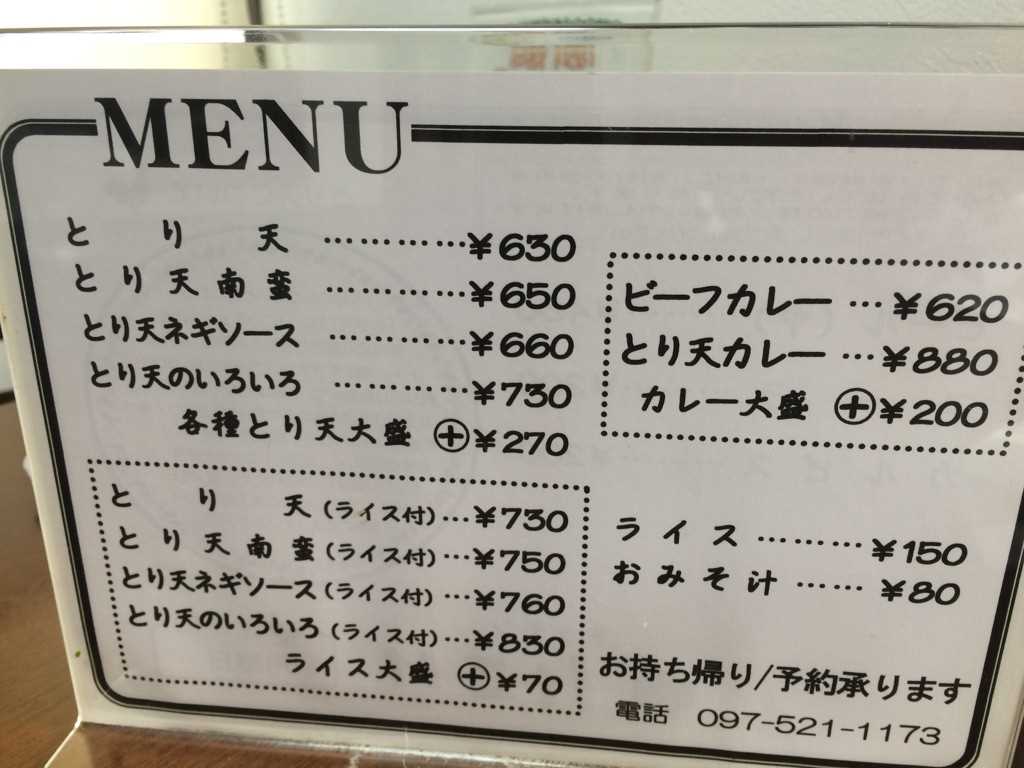 MENU
とり天 ………………¥630
とり天南蛮 ………………¥650
とり天ネギソース ………………¥660
とり天のいろいろ ………………¥730
各種とり天大盛 ⊕¥270
とり天(ライス付)…¥730
とり天南蛮(ライス付)…¥750
とり天ネギソース(ライス付)…¥760
とり天のいろいろ(ライス付)…¥830
ライス大盛 ⊕¥70
ビーフカレー …¥620
とり天カレー …¥880
カレー大盛 ⊕¥200
ライス ………¥150
おみそ汁 ……¥80
お持ち帰り/予約承ります
電話 097-521-1173